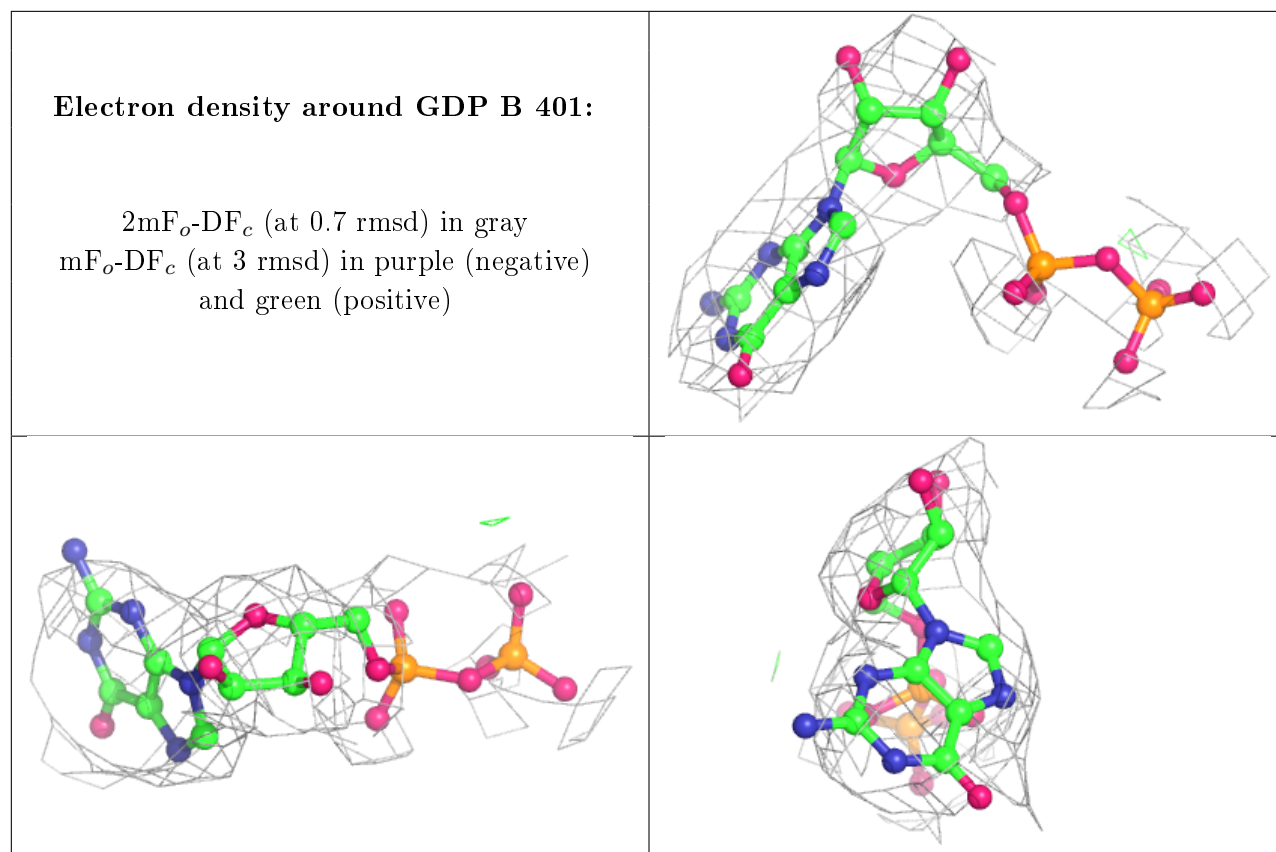 Electron density around GDP B 401:
2mFₒ-DF𝒸 (at 0.7 rmsd) in gray
mFₒ-DF𝒸 (at 3 rmsd) in purple (negative)
and green (positive)